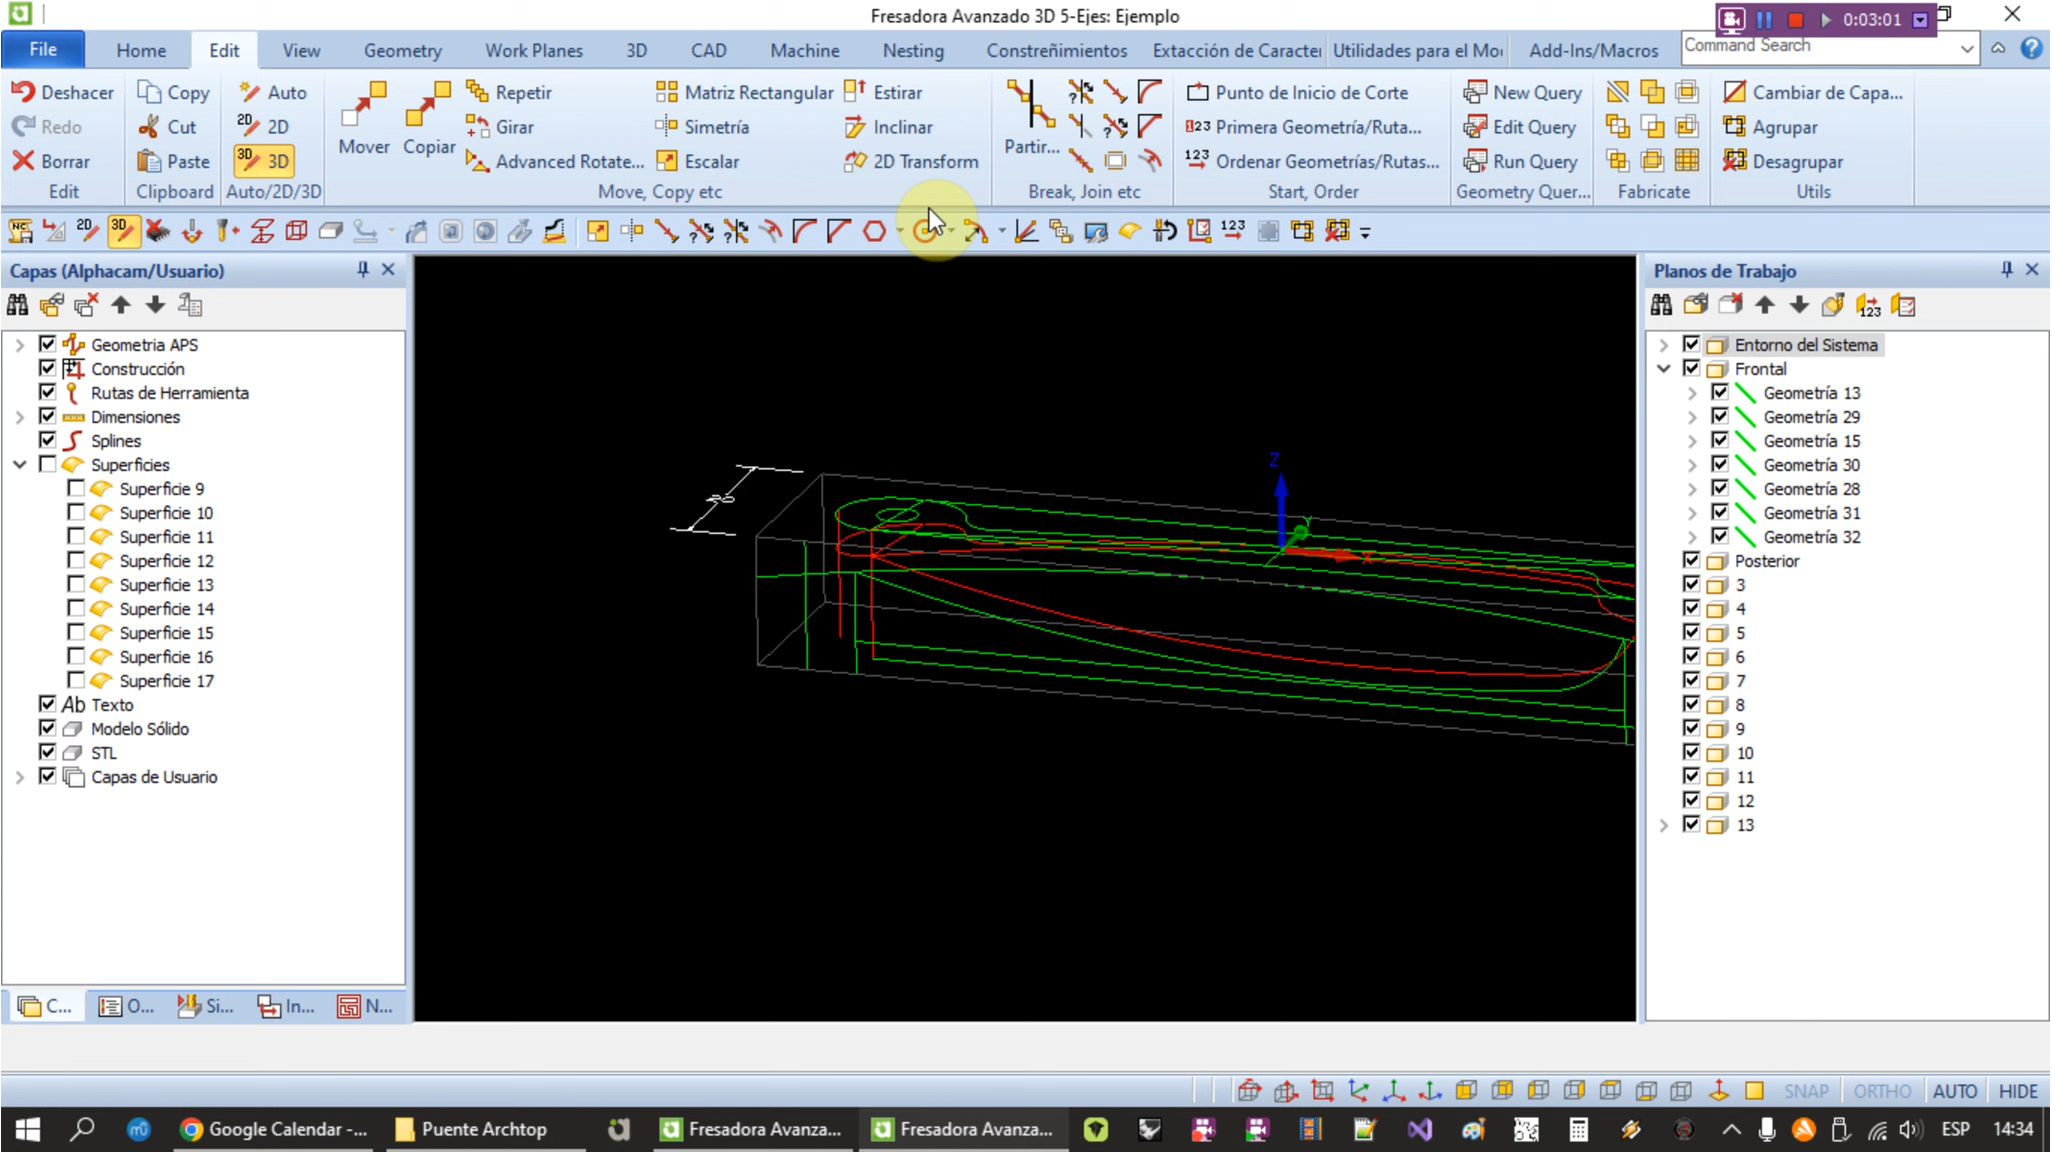 Fresadora Avanzado 3D 5-Ejes: Ejemplo
0:03:01
File Home Edit View Geometry Work Planes 3D CAD Machine Nesting Constreñimientos Extacción de Caracte Utilidades para el Mo Add-Ins/Macros
Command Search
Deshacer Copy Auto Repetir Matriz Rectangular Estirar Punto de Inicio de Corte New Query Cambiar de Capa...
Redo Cut 2D 2D Mover Copiar Girar Simetría Inclinar Partir... 123 Primera Geometría/Ruta... Edit Query Agrupar
Borrar Paste 3D 3D Advanced Rotate... Escalar 2D Transform 123 Ordenar Geometrías/Rutas... Run Query Desagrupar
Edit Clipboard Auto/2D/3D Move, Copy etc Break, Join etc Start, Order Geometry Quer... Fabricate Utils
NC 2D 3D 123
Capas (Alphacam/Usuario)
Geometria APS
Construcción
Rutas de Herramienta
Dimensiones
Splines
Superficies
Superficie 9
Superficie 10
Superficie 11
Superficie 12
Superficie 13
Superficie 14
Superficie 15
Superficie 16
Superficie 17
Ab Texto
Modelo Sólido
STL
Capas de Usuario
C... O... Si... In... N...
Z
Y
X
Planos de Trabajo
123
Entorno del Sistema
Frontal
Geometría 13
Geometría 29
Geometría 15
Geometría 30
Geometría 28
Geometría 31
Geometría 32
Posterior
3
4
5
6
7
8
9
10
11
12
13
SNAP ORTHO AUTO HIDE
Google Calendar -... Puente Archtop Fresadora Avanza... Fresadora Avanza... ESP 14:34